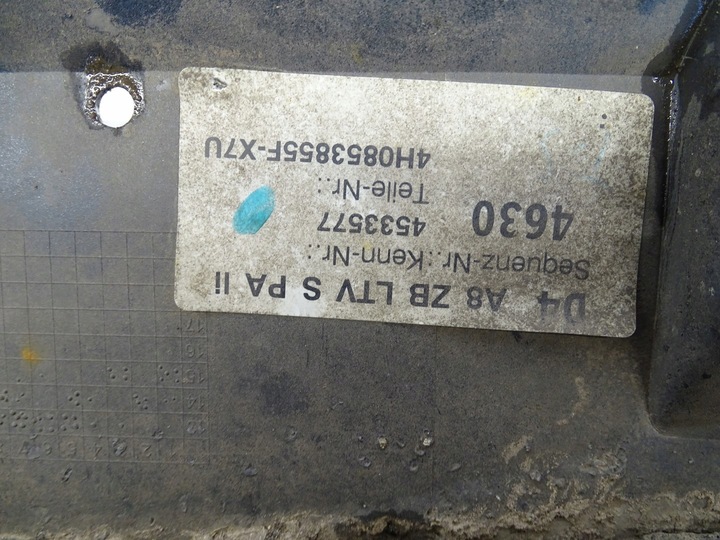 D4 A8 ZB LTV S PA li
Sequenz-Nr.:Kenn-Nr.:
4630 4533577
Teile-Nr.:
4H0853855F-X7U